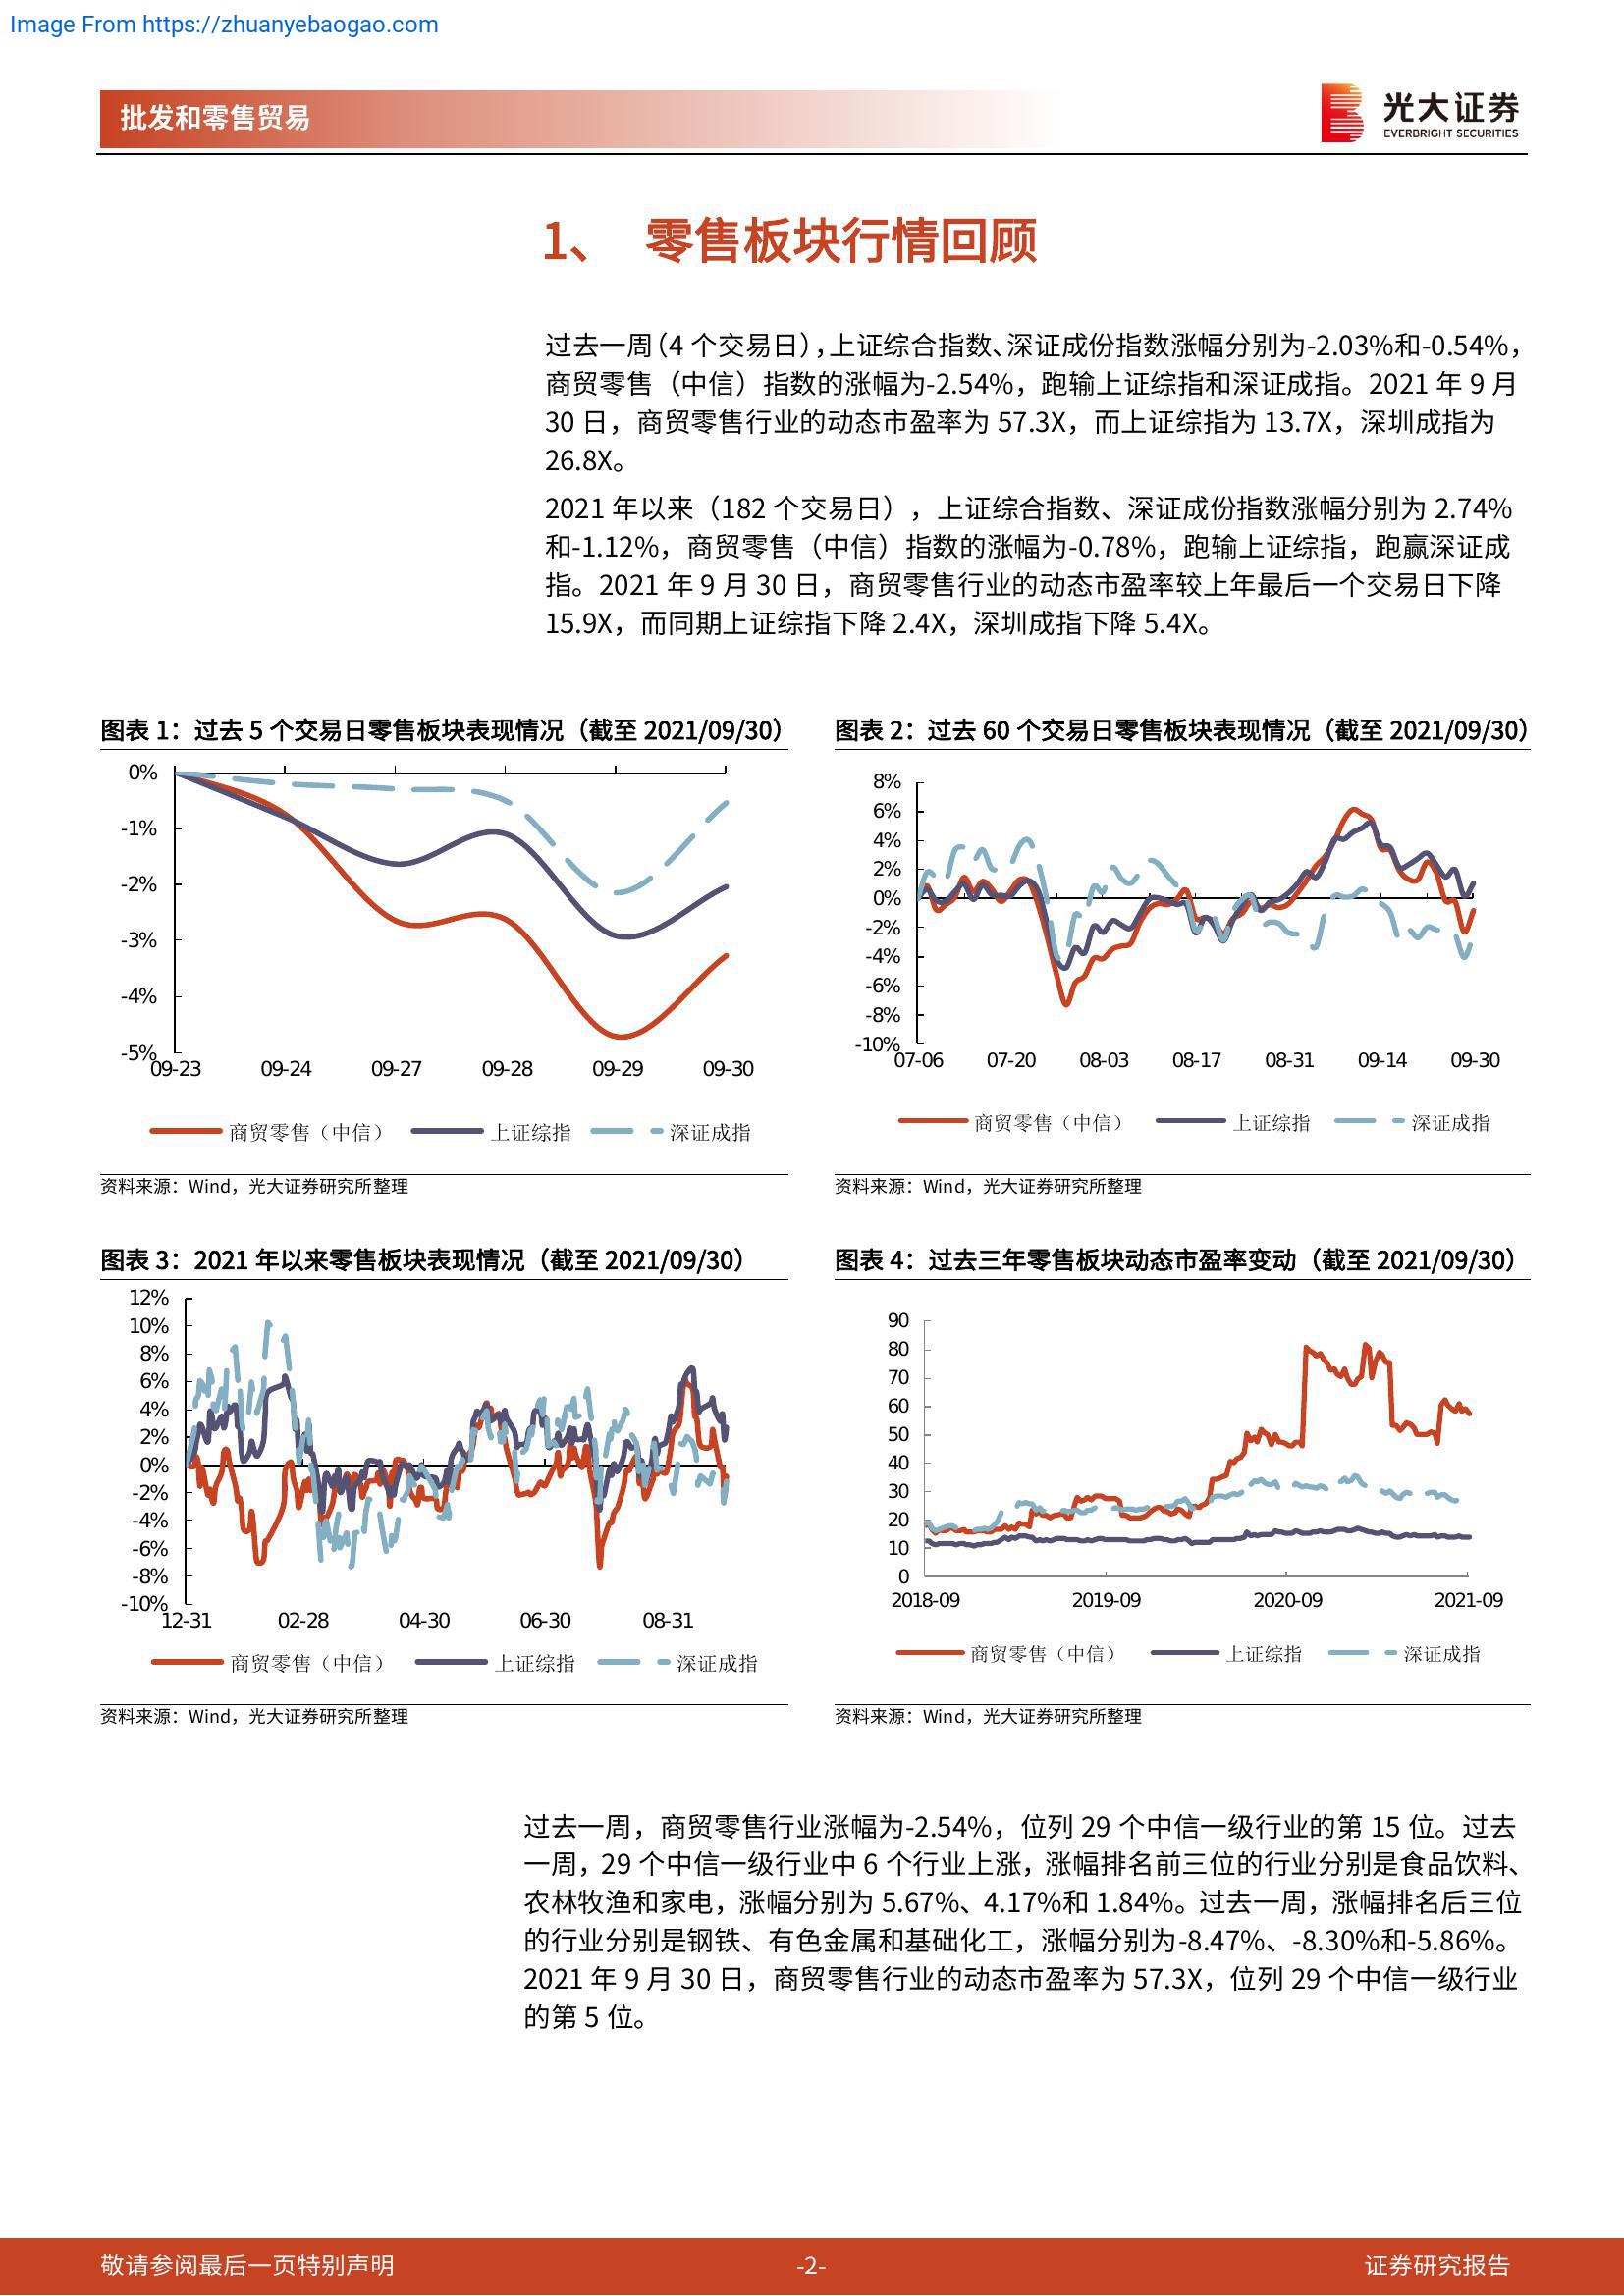 Image From https://zhuanyebaogao.com
批发和零售贸易
光大证券
EVERBRIGHT SECURITIES
1、 零售板块行情回顾
过去一周（4 个交易日），上证综合指数、深证成份指数涨幅分别为-2.03%和-0.54%，
商贸零售（中信）指数的涨幅为-2.54%，跑输上证综指和深证成指。2021 年 9 月
30 日，商贸零售行业的动态市盈率为 57.3X，而上证综指为 13.7X，深圳成指为
26.8X。
2021 年以来（182 个交易日），上证综合指数、深证成份指数涨幅分别为 2.74%
和-1.12%，商贸零售（中信）指数的涨幅为-0.78%，跑输上证综指，跑赢深证成
指。2021 年 9 月 30 日，商贸零售行业的动态市盈率较上年最后一个交易日下降
15.9X，而同期上证综指下降 2.4X，深圳成指下降 5.4X。
图表 1：过去 5 个交易日零售板块表现情况（截至 2021/09/30）
0%
-1%
-2%
-3%
-4%
-5%
09-23 09-24 09-27 09-28 09-29 09-30
商贸零售（中信） 上证综指 深证成指
资料来源：Wind，光大证券研究所整理
图表 2：过去 60 个交易日零售板块表现情况（截至 2021/09/30）
8%
6%
4%
2%
0%
-2%
-4%
-6%
-8%
-10%
07-06 07-20 08-03 08-17 08-31 09-14 09-30
商贸零售（中信） 上证综指 深证成指
资料来源：Wind，光大证券研究所整理
图表 3：2021 年以来零售板块表现情况（截至 2021/09/30）
12%
10%
8%
6%
4%
2%
0%
-2%
-4%
-6%
-8%
-10%
12-31 02-28 04-30 06-30 08-31
商贸零售（中信） 上证综指 深证成指
资料来源：Wind，光大证券研究所整理
图表 4：过去三年零售板块动态市盈率变动（截至 2021/09/30）
90
80
70
60
50
40
30
20
10
0
2018-09 2019-09 2020-09 2021-09
商贸零售（中信） 上证综指 深证成指
资料来源：Wind，光大证券研究所整理
过去一周，商贸零售行业涨幅为-2.54%，位列 29 个中信一级行业的第 15 位。过去
一周，29 个中信一级行业中 6 个行业上涨，涨幅排名前三位的行业分别是食品饮料、
农林牧渔和家电，涨幅分别为 5.67%、4.17%和 1.84%。过去一周，涨幅排名后三位
的行业分别是钢铁、有色金属和基础化工，涨幅分别为-8.47%、-8.30%和-5.86%。
2021 年 9 月 30 日，商贸零售行业的动态市盈率为 57.3X，位列 29 个中信一级行业
的第 5 位。
敬请参阅最后一页特别声明
-2-
证券研究报告